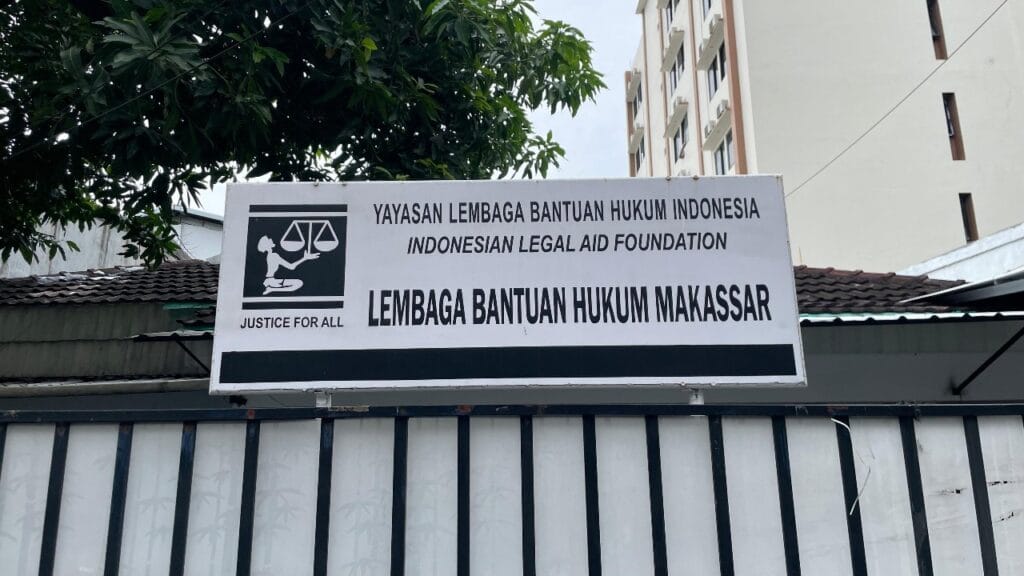 YAYASAN LEMBAGA BANTUAN HUKUM INDONESIA
INDONESIAN LEGAL AID FOUNDATION
LEMBAGA BANTUAN HUKUM MAKASSAR
JUSTICE FOR ALL